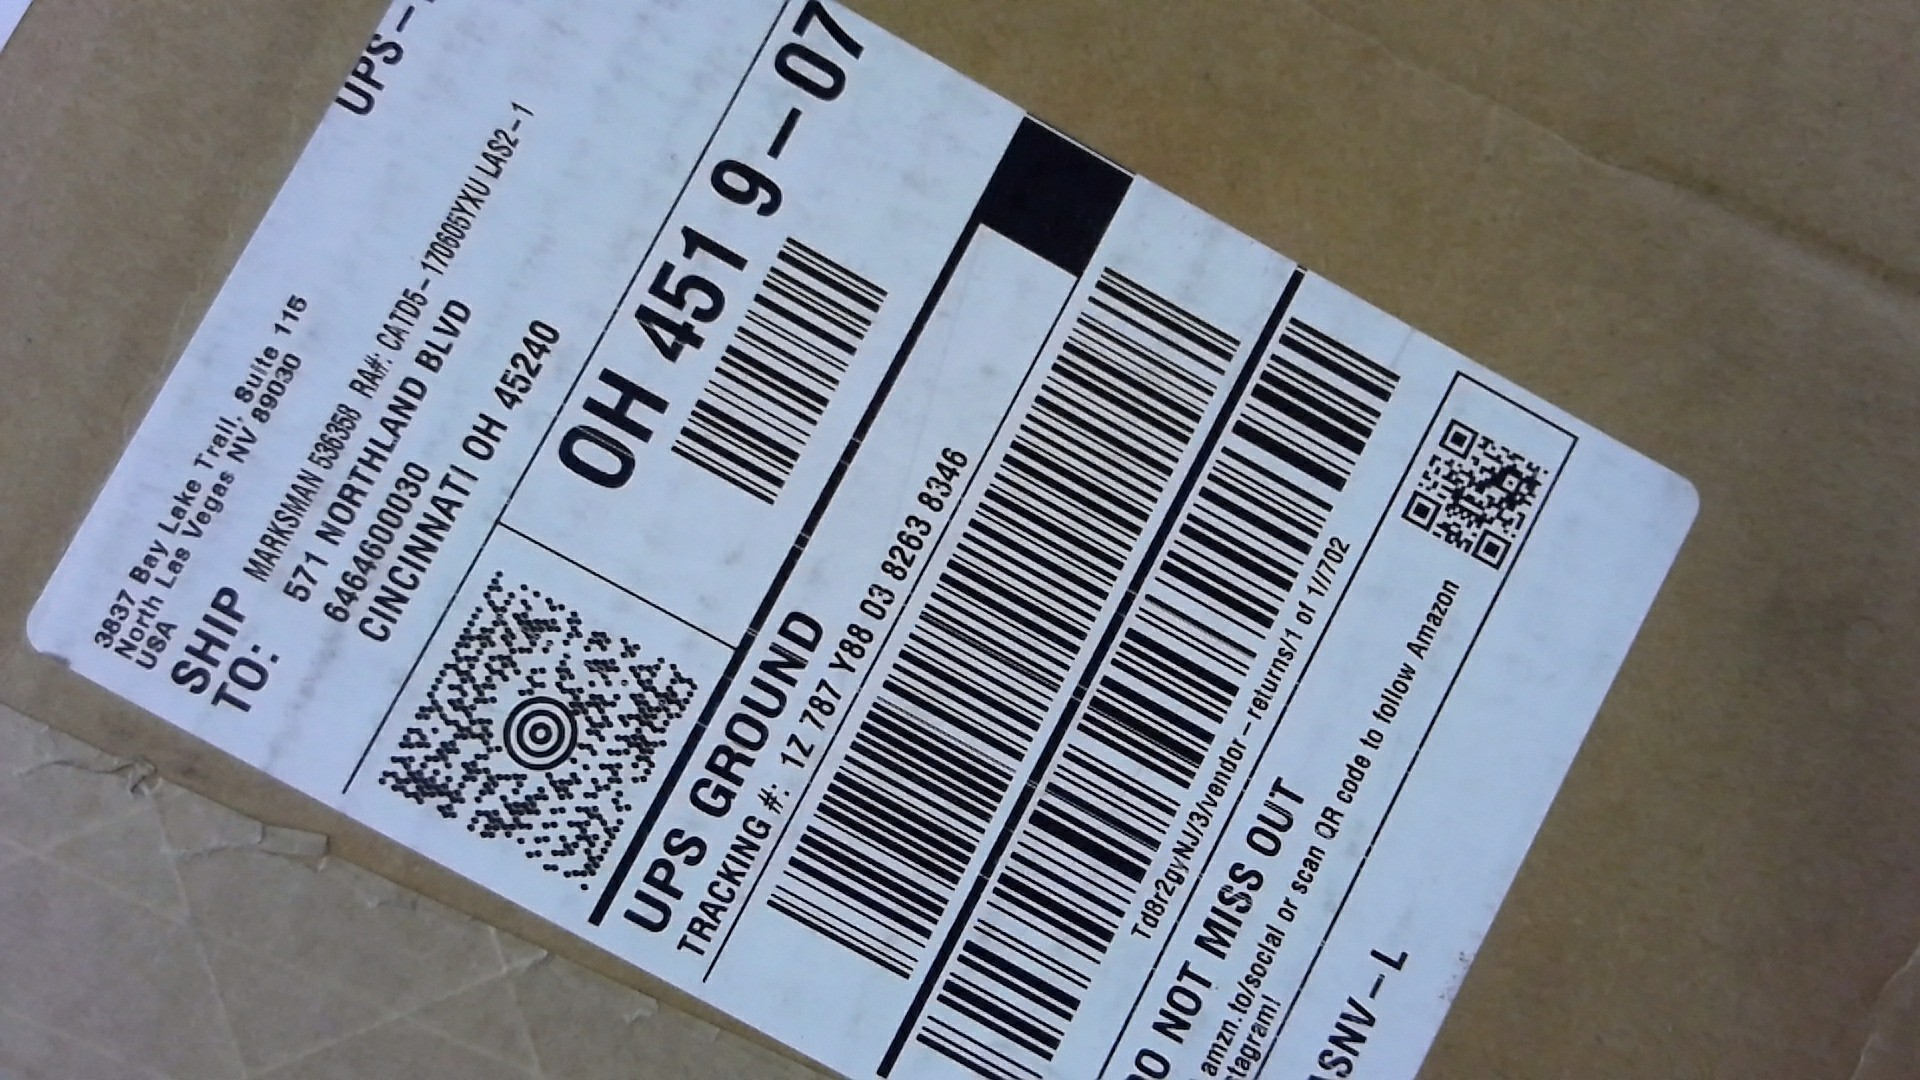 UPS-
3837 Bay Lake Trail, Suite 115
North Las Vegas NV 89030
USA
SHIP
TO:
MARKSMAN 536358 RA#: CATD5-170605YXU LAS2-1
571 NORTHLAND BLVD
6464600030
CINCINNATI OH 45240
OH 451 9-07
UPS GROUND
TRACKING #: 1Z 787 Y88 03 8263 8346
Td8r2gyNJ/3/vendor-returns/1 of 1//702
DO NOT MISS OUT
amzn.to/social or scan QR code to follow Amazon
stagram!
SNV-L